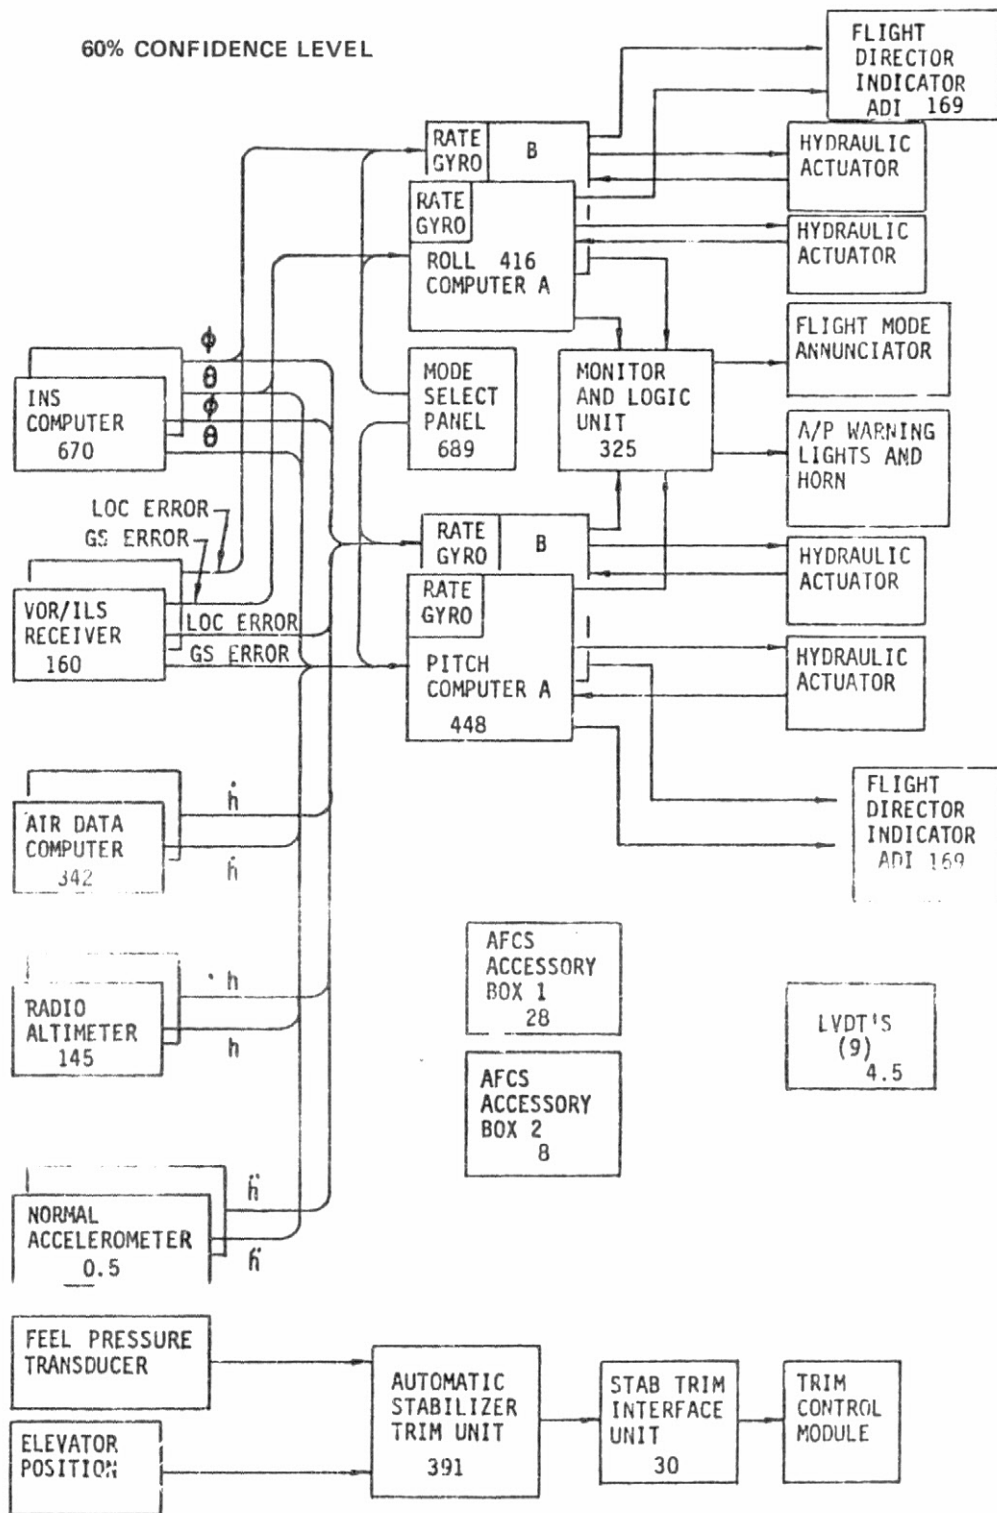 60% CONFIDENCE LEVEL
FLIGHT
DIRECTOR
INDICATOR
ADI 169
RATE
GYRO
B
HYDRAULIC
ACTUATOR
RATE
GYRO
ROLL 416
COMPUTER A
HYDRAULIC
ACTUATOR
FLIGHT MODE
ANNUNCIATOR
MODE
SELECT
PANEL
689
MONITOR
AND LOGIC
UNIT
325
A/P WARNING
LIGHTS AND
HORN
INS
COMPUTER
670
ϕ
θ
ϕ
θ
LOC ERROR
GS ERROR
VOR/ILS
RECEIVER
160
LOC ERROR
GS ERROR
RATE
GYRO
B
HYDRAULIC
ACTUATOR
RATE
GYRO
PITCH
COMPUTER A
448
HYDRAULIC
ACTUATOR
AIR DATA
COMPUTER
342
ḣ
ḣ
FLIGHT
DIRECTOR
INDICATOR
ADI 169
RADIO
ALTIMETER
145
h
h
AFCS
ACCESSORY
BOX 1
28
AFCS
ACCESSORY
BOX 2
8
LVDT'S
(9)
4.5
NORMAL
ACCELEROMETER
0.5
ḧ
ḧ
FEEL PRESSURE
TRANSDUCER
ELEVATOR
POSITION
AUTOMATIC
STABILIZER
TRIM UNIT
391
STAB TRIM
INTERFACE
UNIT
30
TRIM
CONTROL
MODULE